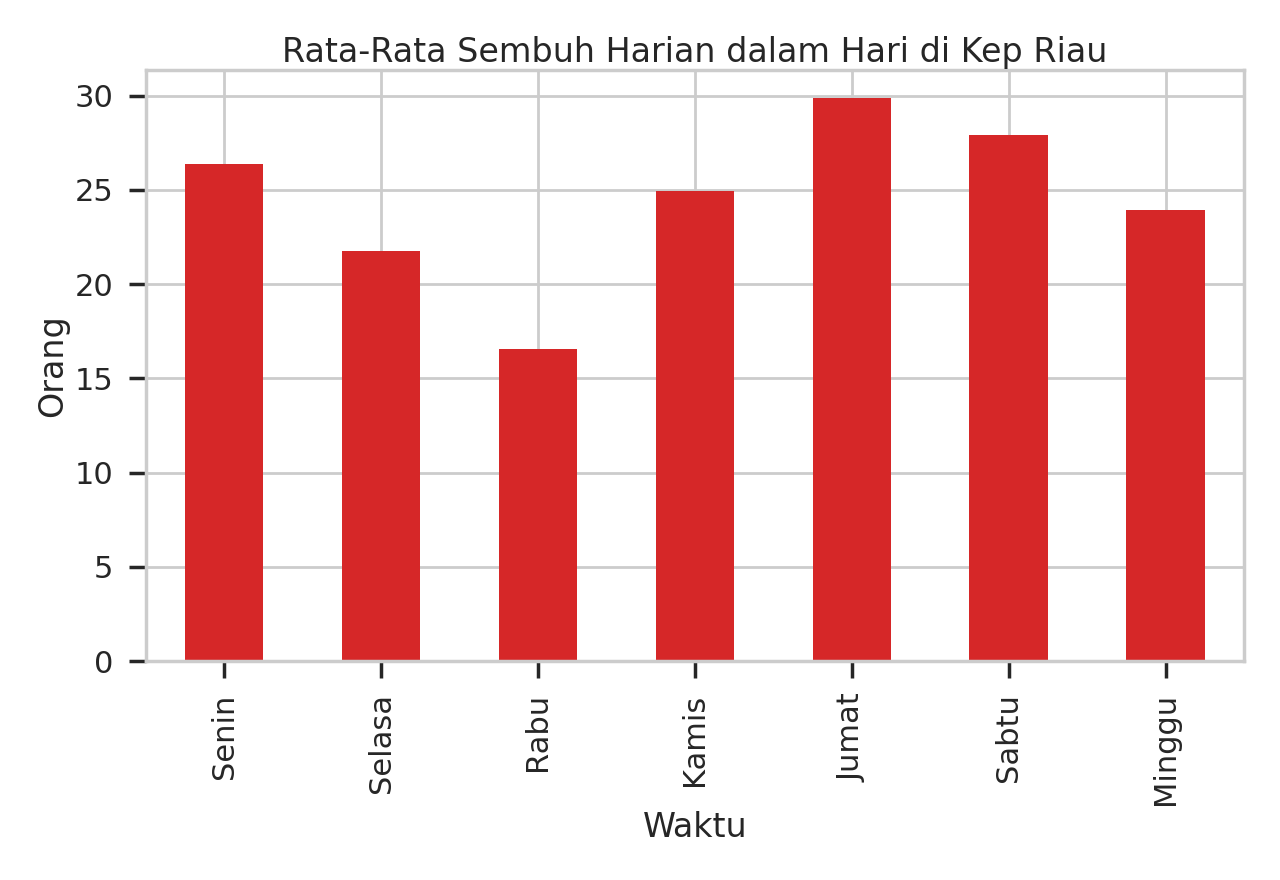 Rata-Rata Sembuh Harian dalam Hari di Kep Riau
30
25
20
15
10
5
0
Orang
Senin
Selasa
Rabu
Kamis
Jumat
Sabtu
Minggu
Waktu